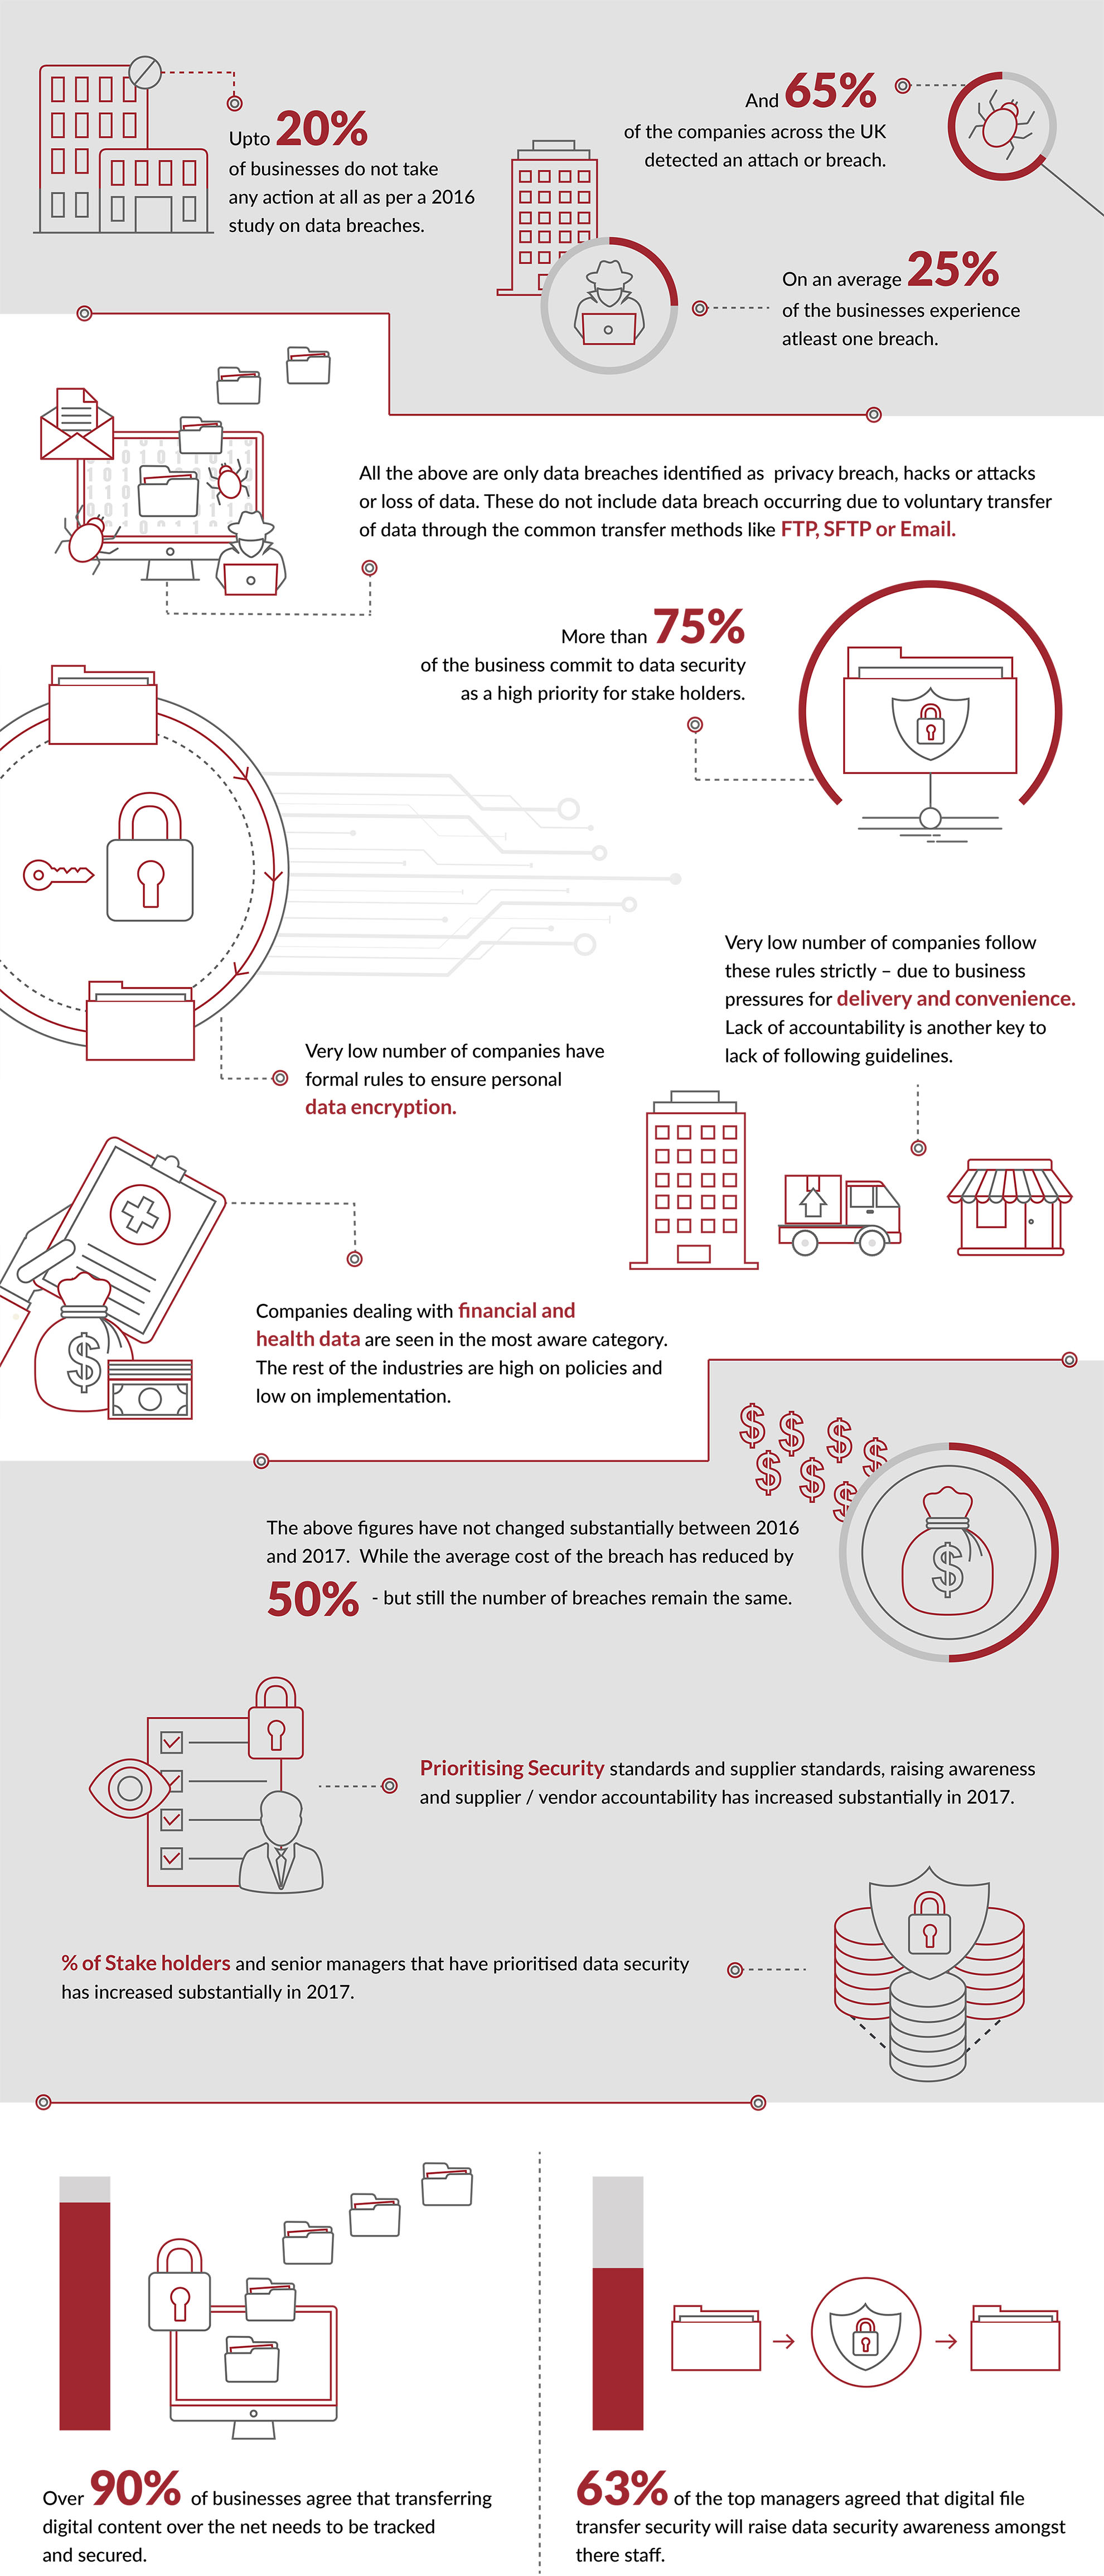 Upto 20%
of businesses do not take
any action at all as per a 2016
study on data breaches.
And 65%
of the companies across the UK
detected an attach or breach.
On an average 25%
of the businesses experience
atleast one breach.
All the above are only data breaches identified as privacy breach, hacks or attacks
or loss of data. These do not include data breach occurring due to voluntary transfer
of data through the common transfer methods like FTP, SFTP or Email.
More than 75%
of the business commit to data security
as a high priority for stake holders.
Very low number of companies follow
these rules strictly – due to business
pressures for delivery and convenience.
Lack of accountability is another key to
lack of following guidelines.
Very low number of companies have
formal rules to ensure personal
data encryption.
Companies dealing with financial and
health data are seen in the most aware category.
The rest of the industries are high on policies and
low on implementation.
The above figures have not changed substantially between 2016
and 2017. While the average cost of the breach has reduced by
50% - but still the number of breaches remain the same.
Prioritising Security standards and supplier standards, raising awareness
and supplier / vendor accountability has increased substantially in 2017.
% of Stake holders and senior managers that have prioritised data security
has increased substantially in 2017.
Over 90% of businesses agree that transferring
digital content over the net needs to be tracked
and secured.
63% of the top managers agreed that digital file
transfer security will raise data security awareness amongst
there staff.